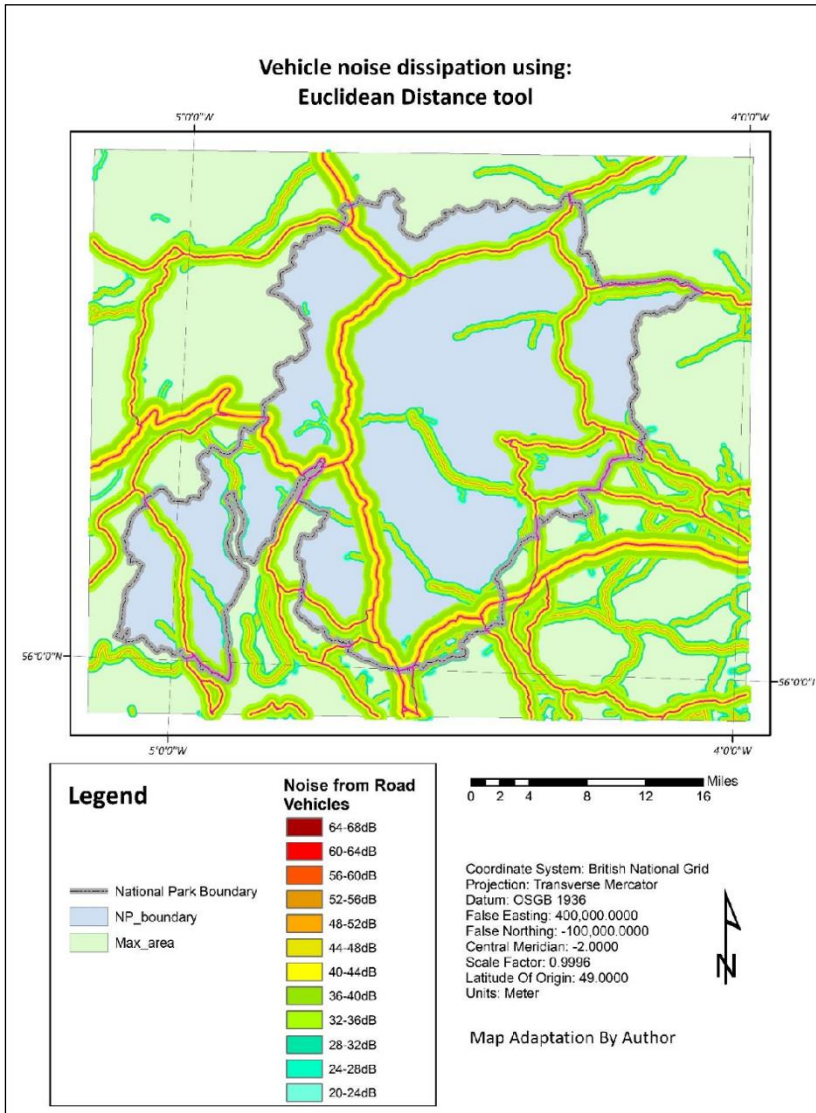 Vehicle noise dissipation using:
Euclidean Distance tool
5°0'0"W
4°0'0"W
56°0'0"N
56°0'0"I
5°0'0"W
4°0'0"W
Legend
National Park Boundary
NP_boundary
Max_area
Noise from Road
Vehicles
64-68dB
60-64dB
56-60dB
52-56dB
48-52dB
44-48dB
40-44dB
36-40dB
32-36dB
28-32dB
24-28dB
20-24dB
Miles
0 2 4 8 12 16
Coordinate System: British National Grid
Projection: Transverse Mercator
Datum: OSGB 1936
False Easting: 400,000.0000
False Northing: -100,000.0000
Central Meridian: -2.0000
Scale Factor: 0.9996
Latitude Of Origin: 49.0000
Units: Meter
N
Map Adaptation By Author